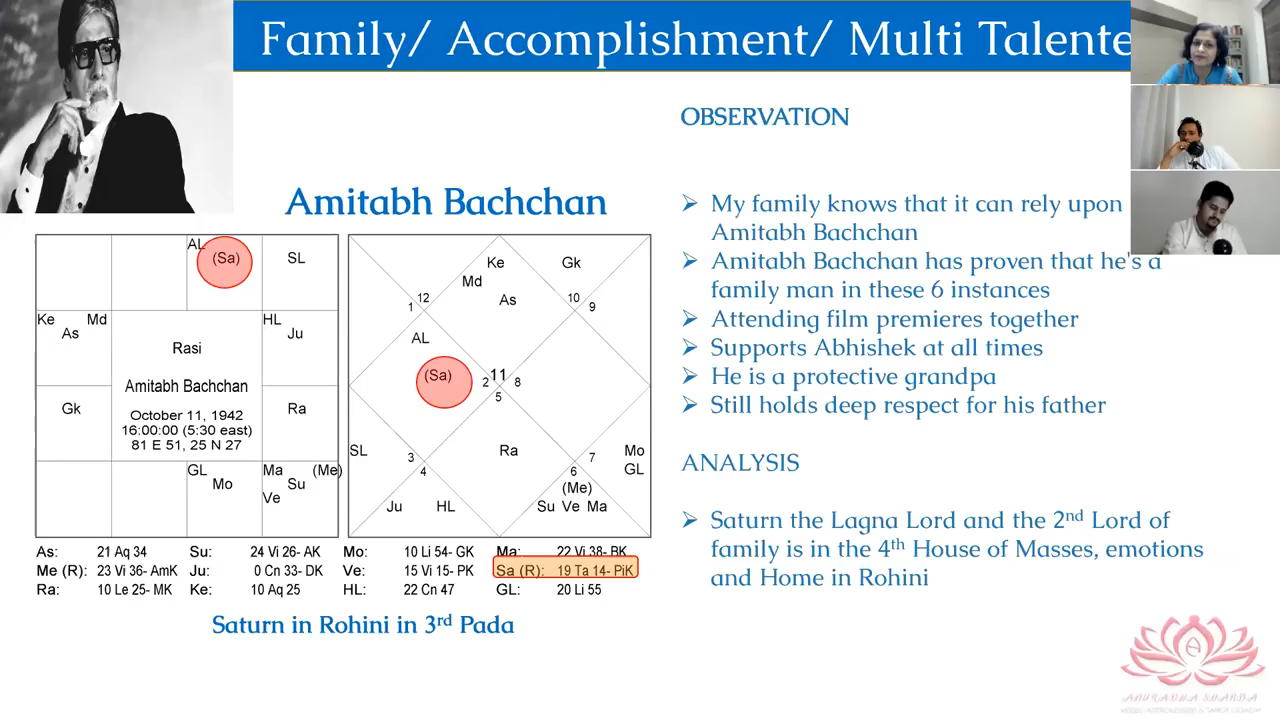 Family/ Accomplishment/ Multi Talente
OBSERVATION
Amitabh Bachchan
My family knows that it can rely upon
Amitabh Bachchan
Amitabh Bachchan has proven that he's a
family man in these 6 instances
Attending film premieres together
Supports Abhishek at all times
He is a protective grandpa
Still holds deep respect for his father
ANALYSIS
Saturn the Lagna Lord and the 2nd Lord of
family is in the 4th House of Masses, emotions
and Home in Rohini
AL
(Sa)
SL
Ke Md
As
HL
Ju
Rasi
Amitabh Bachchan
October 11, 1942
16:00:00 (5:30 east)
81 E 51, 25 N 27
Gk
Ra
GL
Mo
Ma (Me)
Su
Ve
Ke
Md
As
Gk
12
1
10
9
AL
(Sa)
11
2 8
5
SL
3
4
Ra
7
6
Mo
GL
(Me)
Su Ve Ma
Ju HL
As: 21 Aq 34 Su: 24 Vi 26- AK Mo: 10 Li 54- GK Ma: 22 Vi 38- BK
Me (R): 23 Vi 36- AmK Ju: 0 Cn 33- DK Ve: 15 Vi 15- PK Sa (R): 19 Ta 14- PiK
Ra: 10 Le 25- MK Ke: 10 Aq 25 HL: 22 Cn 47 GL: 20 Li 55
Saturn in Rohini in 3rd Pada
ANURADHA SHARDA